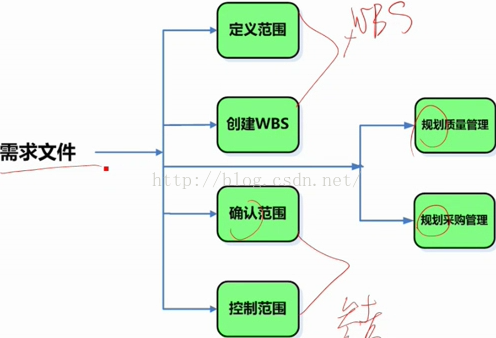 定义范围
WBS
创建WBS
规划质量管理
需求文件
http://blog.csdn.net/
确认范围
规划采购管理
控制范围